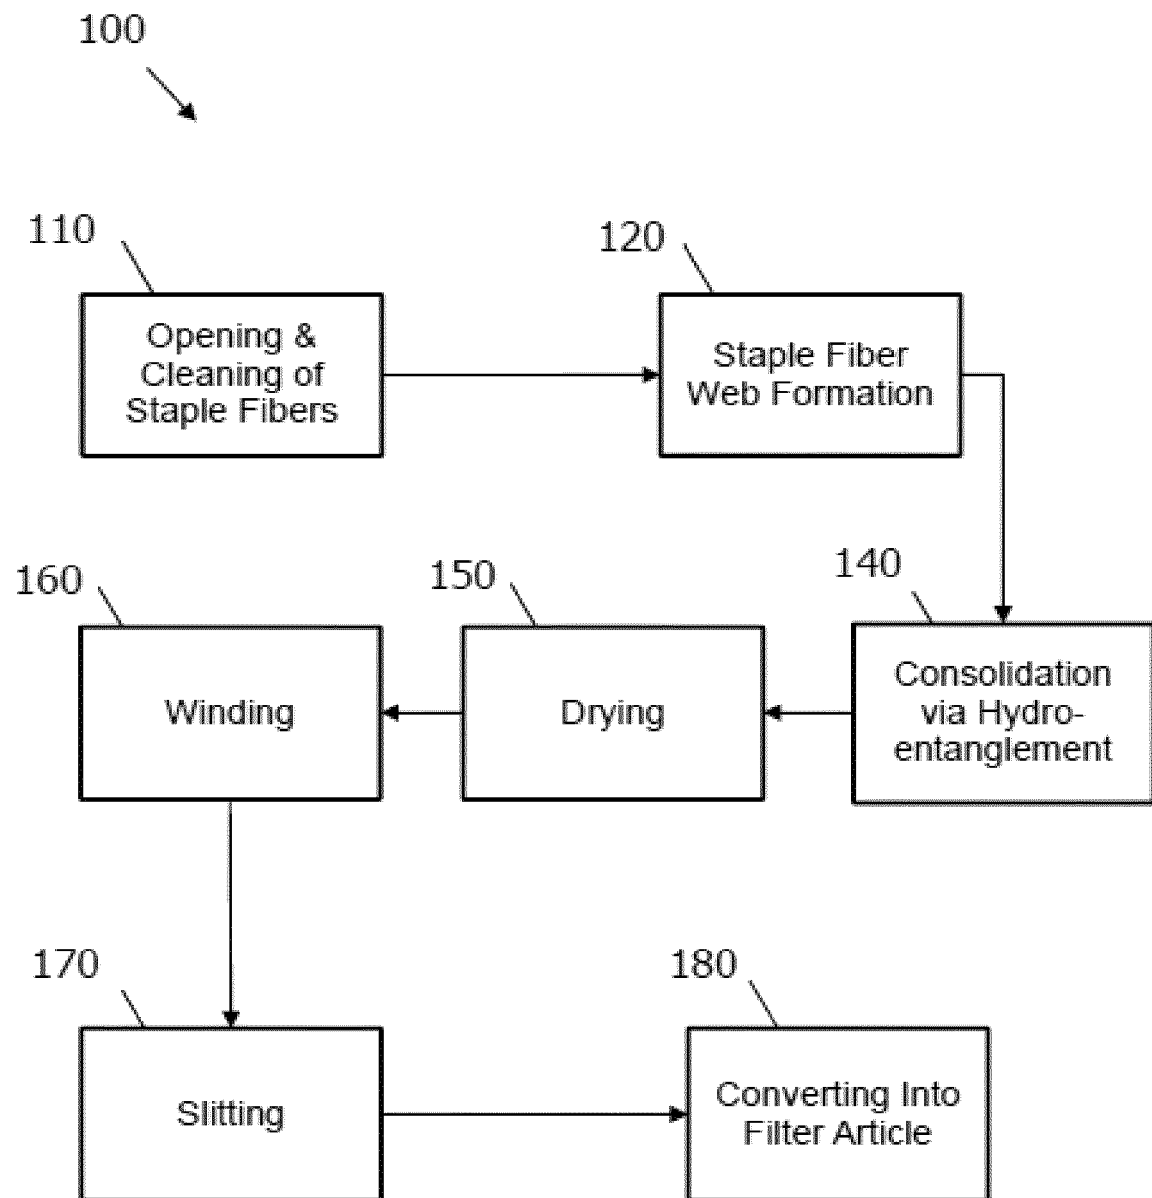 100
110
Opening &
Cleaning of
Staple Fibers
120
Staple Fiber
Web Formation
140
Consolidation
via Hydro-
entanglement
150
Drying
160
Winding
170
Slitting
180
Converting Into
Filter Article